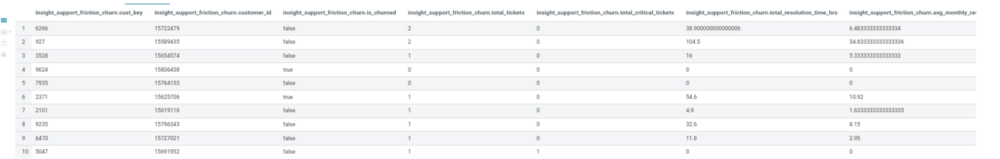 insight_support_friction_churn.cust_key insight_support_friction_churn.customer_id insight_support_friction_churn.is_churned insight_support_friction_churn.total_tickets insight_support_friction_churn.total_critical_tickets insight_support_friction_churn.total_resolution_time_hrs insight_support_friction_churn.avg_monthly_re
1 6266 15722479 false 2 0 38.900000000000006 6.483333333333334
2 927 15589435 false 2 0 104.5 34.833333333333336
3 3528 15654574 false 1 0 16 5.333333333333333
4 9624 15806438 true 0 0 0 0
5 7935 15764153 false 0 0 0 0
6 2371 15625706 true 1 0 54.6 10.92
7 2101 15619116 false 1 0 4.9 1.6333333333333335
8 9235 15796343 false 1 0 32.6 8.15
9 6470 15727021 false 1 0 11.8 2.95
10 5047 15691952 false 1 1 0 0